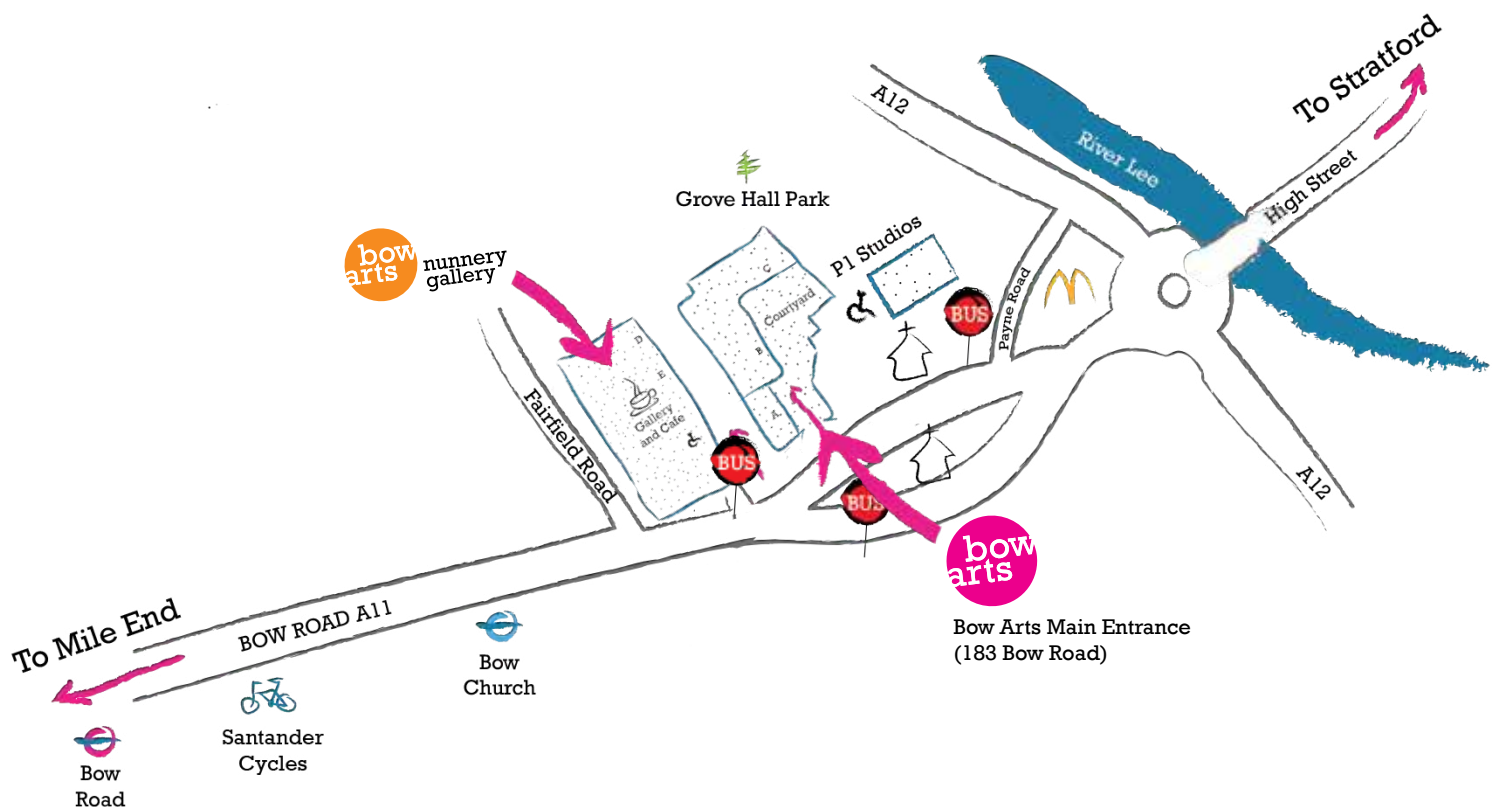 To Stratford
A12
River Lee
High Street
Grove Hall Park
P1 Studios
bow
arts
nunnery
gallery
C
Courtyard
B
A
D
E
Gallery
and Cafe
BUS
Payne Road
Fairfield Road
BUS
BUS
A12
bow
arts
Bow Arts Main Entrance
(183 Bow Road)
To Mile End
BOW ROAD A11
Bow
Church
Santander
Cycles
Bow
Road